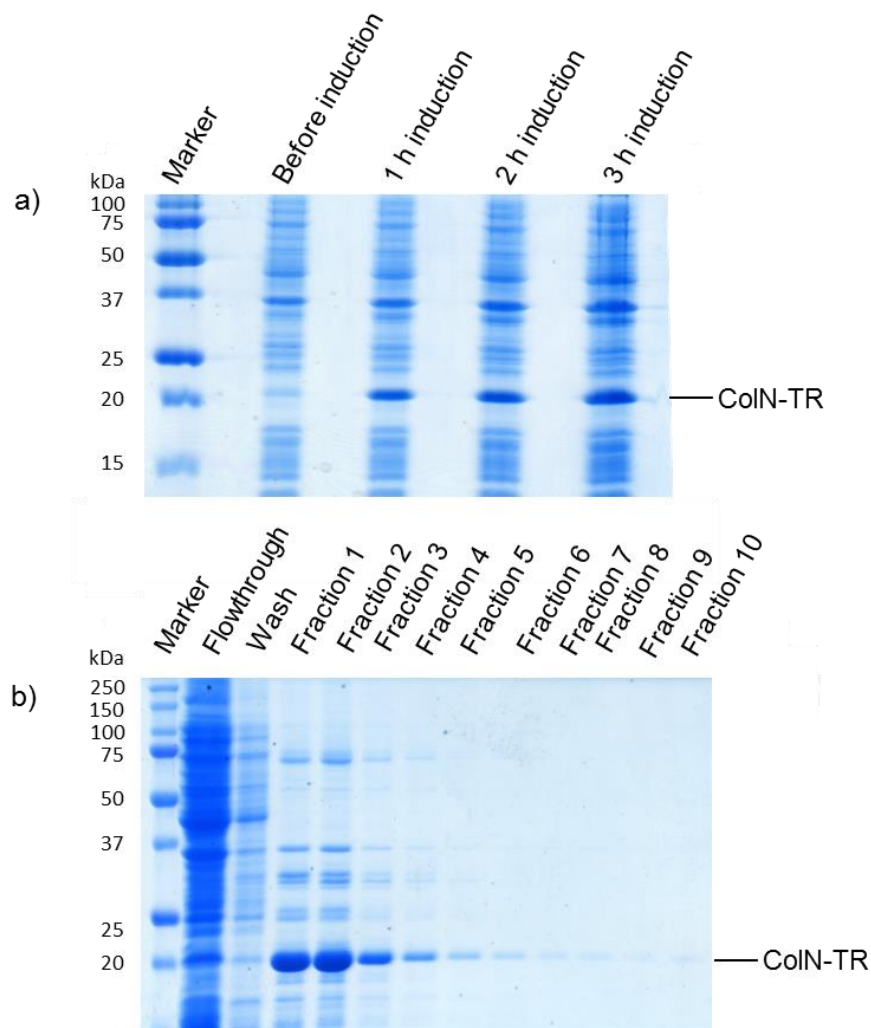 a)
Marker
Before induction
1 h induction
2 h induction
3 h induction
kDa
100
75
50
37
25
20
15
ColN-TR
b)
Marker
Flowthrough
Wash
Fraction 1
Fraction 2
Fraction 3
Fraction 4
Fraction 5
Fraction 6
Fraction 7
Fraction 8
Fraction 9
Fraction 10
kDa
250
150
100
75
50
37
25
20
ColN-TR